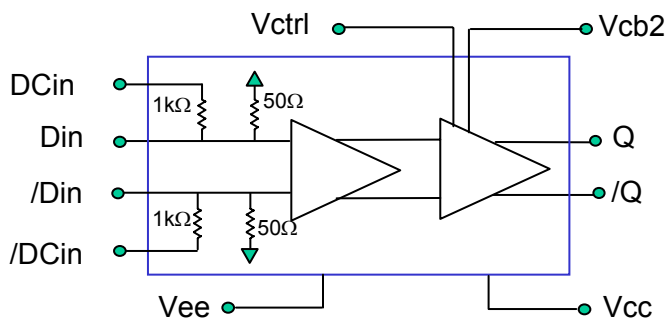 Vctrl
Vcb2
DCin
1kΩ
50Ω
Din
Q
/Din
/Q
1kΩ
50Ω
/DCin
Vee
Vcc